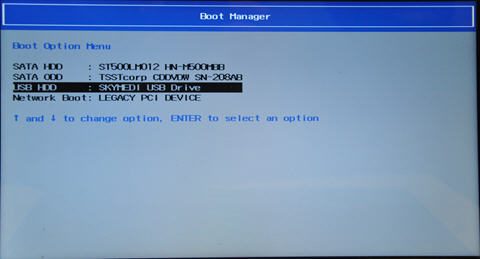 Boot Manager
Boot Option Menu
SATA HDD : ST500LM012 HN-M500MBB
SATA ODD : TSSTcorp CDDVDW SN-208AB
USB HDD : SKYMEDI USB Drive
Network Boot: LEGACY PCI DEVICE
↑ and ↓ to change option, ENTER to select an option